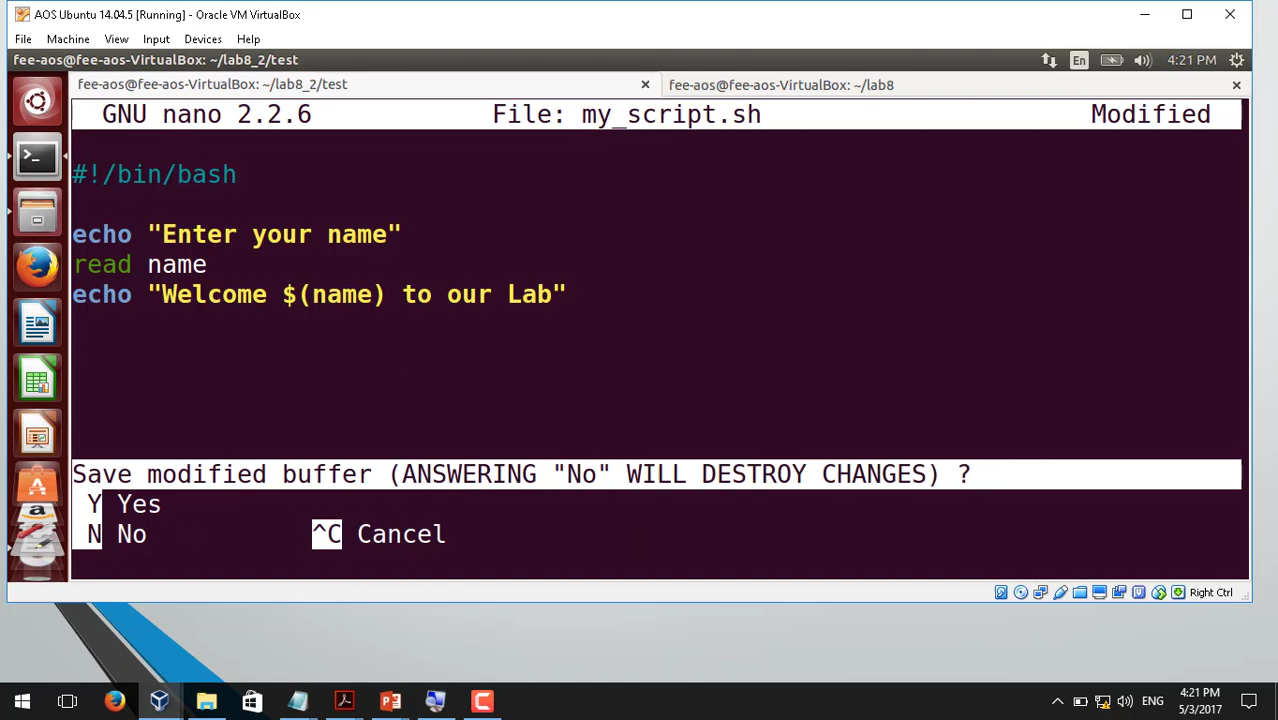 AOS Ubuntu 14.04.5 [Running] - Oracle VM VirtualBox
File Machine View Input Devices Help
fee-aos@fee-aos-VirtualBox: ~/lab8_2/test En 4:21 PM
fee-aos@fee-aos-VirtualBox: ~/lab8_2/test fee-aos@fee-aos-VirtualBox: ~/lab8
GNU nano 2.2.6 File: my_script.sh Modified
#!/bin/bash
echo "Enter your name"
read name
echo "Welcome $(name) to our Lab"
Save modified buffer (ANSWERING "No" WILL DESTROY CHANGES) ?
Y Yes
N No ^C Cancel
Right Ctrl
ENG 4:21 PM
5/3/2017